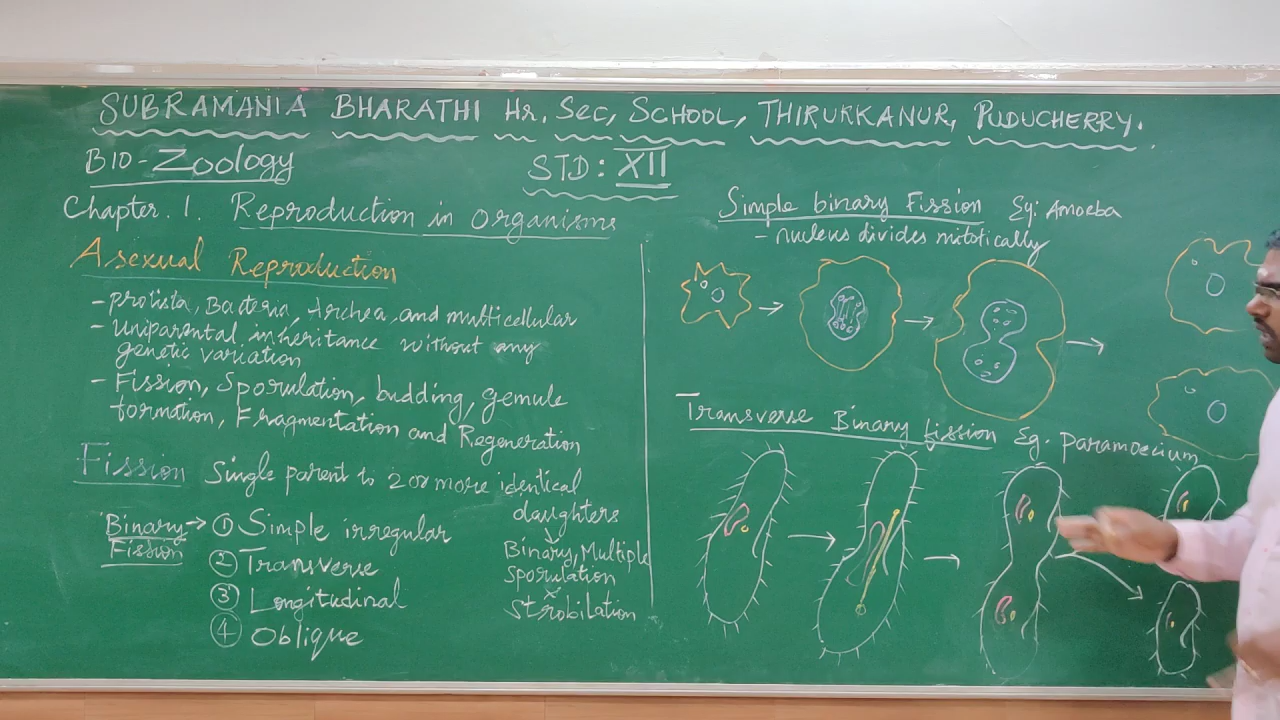 SUBRAMANIA BHARATHI Hr. Sec, SCHOOL, THIRUKKANUR, PUDUCHERRY.
BIO-Zoology
STD: XII
Chapter. 1. Reproduction in organisms
Asexual Reproduction
- protista, Bacteria, Archea, and multicellular
- Uniparental inheritance without any
genetic variation
- Fission, Sporulation, budding, gemule
formation, Fragmentation and Regeneration
Fission Single parent to 2 or more identical
daughters
Binary, Multiple
sporulation
Strobilation
Binary → ① Simple irregular
Fission
② Transverse
③ Longitudinal
④ Oblique
Simple binary Fission Eg: Amoeba
- nucleus divides mitotically
Transverse Binary fission Eg. paramoecium